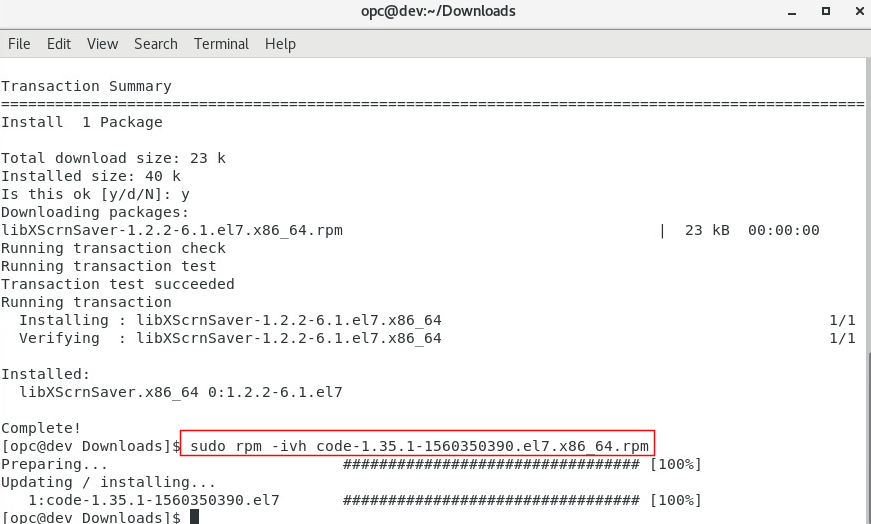 opc@dev:~/Downloads
File Edit View Search Terminal Help
Transaction Summary
================================================================================================
Install  1 Package
Total download size: 23 k
Installed size: 40 k
Is this ok [y/d/N]: y
Downloading packages:
libXScrnSaver-1.2.2-6.1.el7.x86_64.rpm                                   |  23 kB  00:00:00
Running transaction check
Running transaction test
Transaction test succeeded
Running transaction
  Installing : libXScrnSaver-1.2.2-6.1.el7.x86_64                                           1/1
  Verifying  : libXScrnSaver-1.2.2-6.1.el7.x86_64                                           1/1
Installed:
  libXScrnSaver.x86_64 0:1.2.2-6.1.el7
Complete!
[opc@dev Downloads]$ sudo rpm -ivh code-1.35.1-1560350390.el7.x86_64.rpm
Preparing...                          ################################# [100%]
Updating / installing...
   1:code-1.35.1-1560350390.el7       ################################# [100%]
[opc@dev Downloads]$